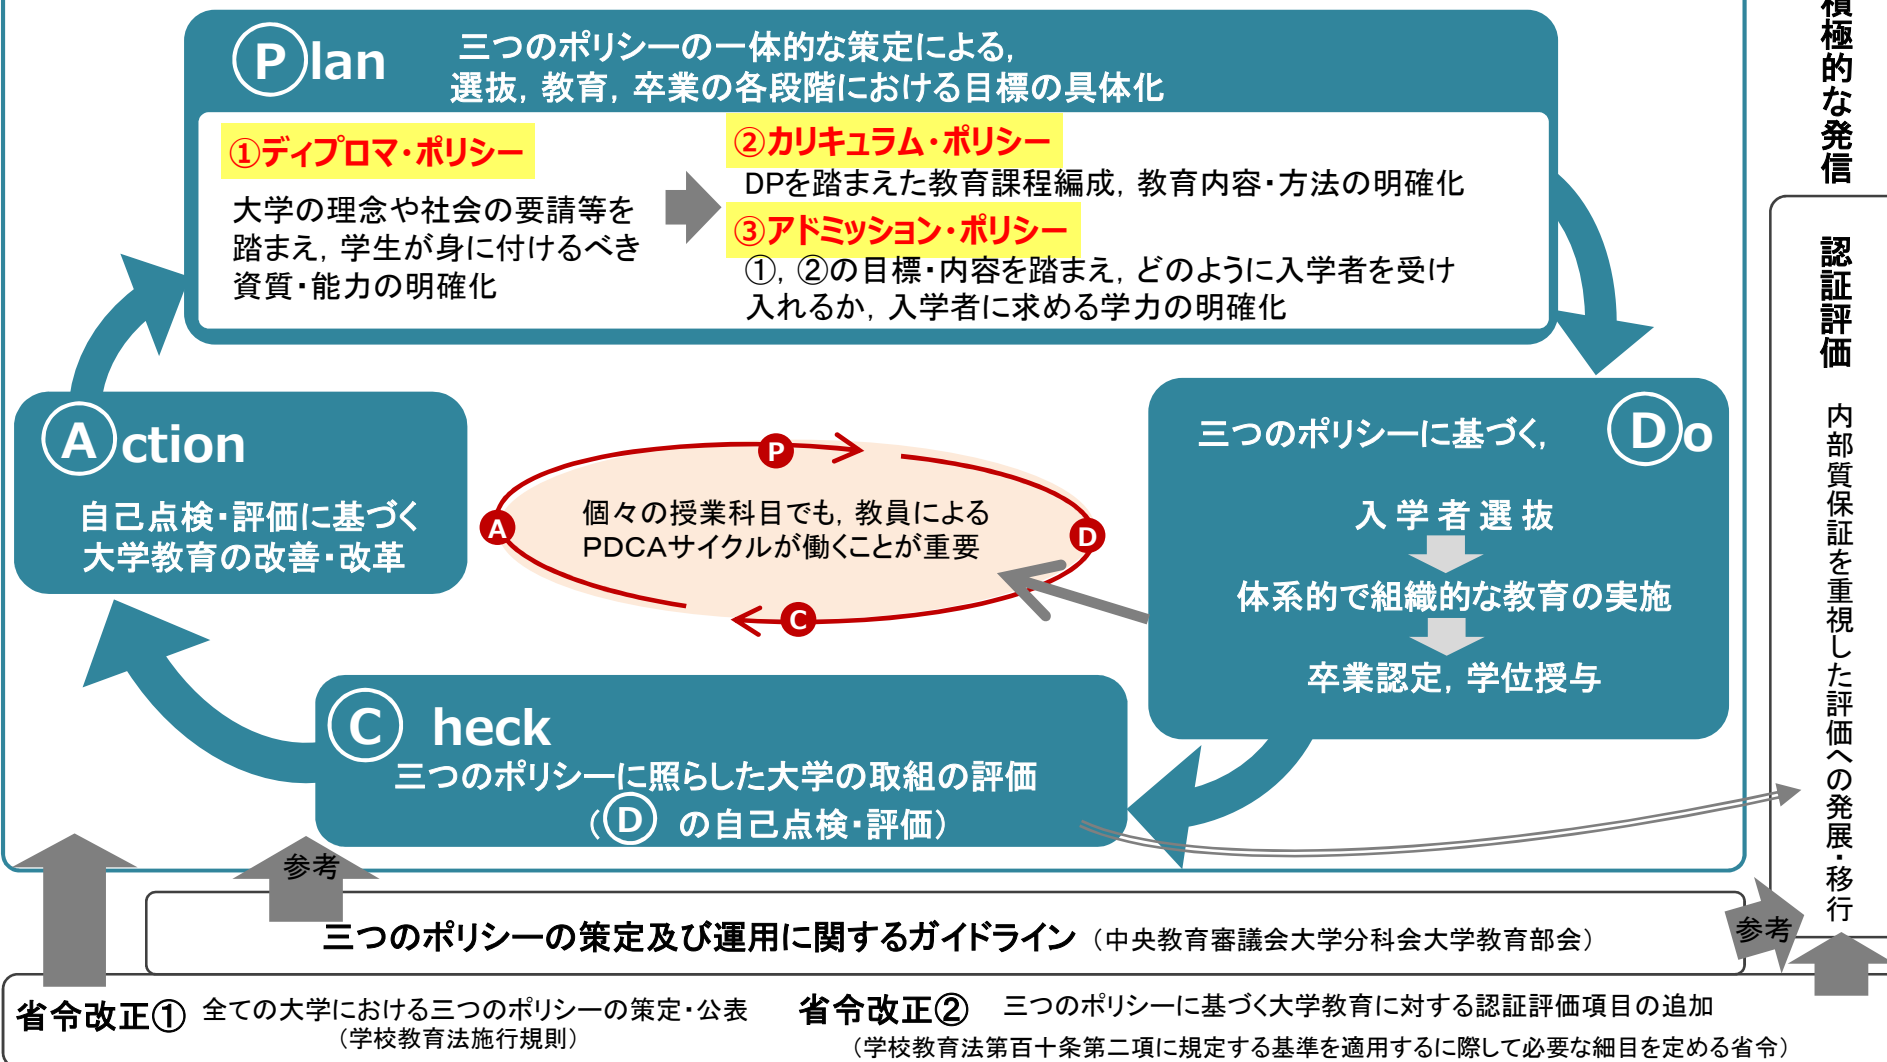 Plan
三つのポリシーの一体的な策定による，
選抜，教育，卒業の各段階における目標の具体化
①ディプロマ・ポリシー
大学の理念や社会の要請等を
踏まえ，学生が身に付けるべき
資質・能力の明確化
②カリキュラム・ポリシー
DPを踏まえた教育課程編成，教育内容・方法の明確化
③アドミッション・ポリシー
①，②の目標・内容を踏まえ，どのように入学者を受け
入れるか，入学者に求める学力の明確化
Do
三つのポリシーに基づく，
入学者選抜
体系的で組織的な教育の実施
卒業認定，学位授与
Check
三つのポリシーに照らした大学の取組の評価
（Ⓓ の自己点検・評価）
Action
自己点検・評価に基づく
大学教育の改善・改革
P
D
C
A
個々の授業科目でも，教員による
PDCAサイクルが働くことが重要
積極的な発信
認証評価
内部質保証を重視した評価への発展・移行
参考
三つのポリシーの策定及び運用に関するガイドライン（中央教育審議会大学分科会大学教育部会）
参考
省令改正① 全ての大学における三つのポリシーの策定・公表
（学校教育法施行規則）
省令改正② 三つのポリシーに基づく大学教育に対する認証評価項目の追加
（学校教育法第百十条第二項に規定する基準を適用するに際して必要な細目を定める省令）